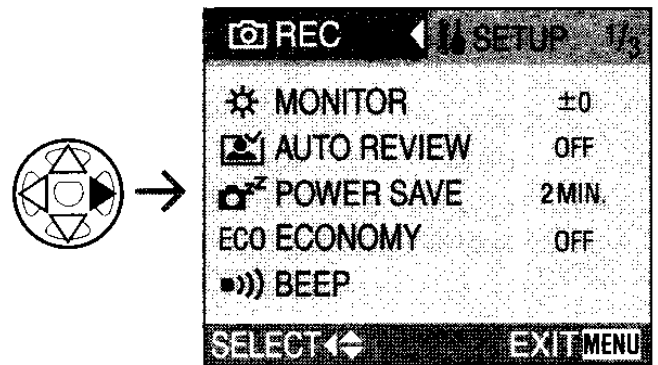 REC SETUP 1/3
MONITOR ±0
AUTO REVIEW OFF
zZ POWER SAVE 2MIN.
ECO ECONOMY OFF
BEEP
SELECT EXIT MENU